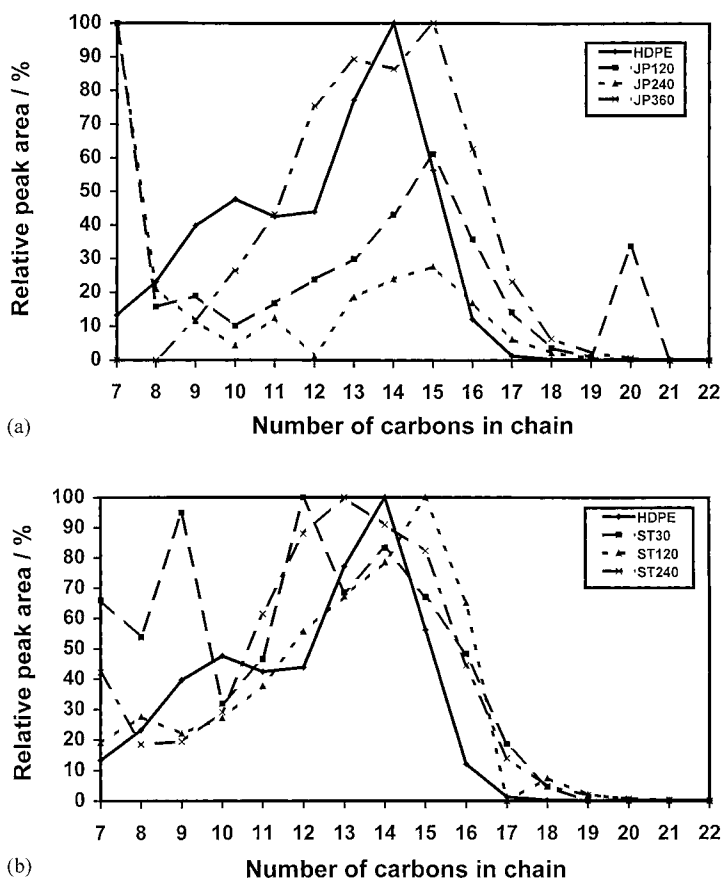 (a)
Relative peak area / %
100
90
80
70
60
50
40
30
20
10
0
HDPE
JP120
JP240
JP360
7 8 9 10 11 12 13 14 15 16 17 18 19 20 21 22
Number of carbons in chain
(b)
Relative peak area / %
100
90
80
70
60
50
40
30
20
10
0
HDPE
ST30
ST120
ST240
7 8 9 10 11 12 13 14 15 16 17 18 19 20 21 22
Number of carbons in chain